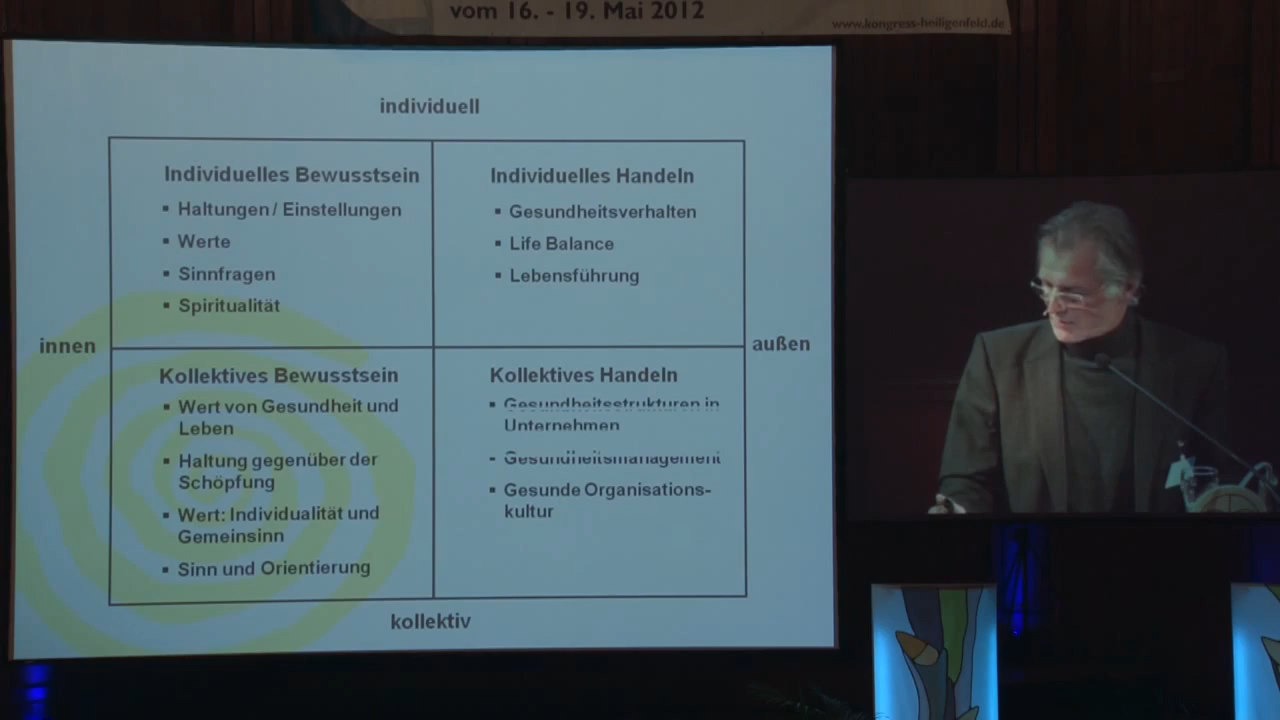 vom 16. - 19. Mai 2012
www.kongress-heiligenfeld.de
individuell
Individuelles Bewusstsein
▪ Haltungen / Einstellungen
▪ Werte
▪ Sinnfragen
▪ Spiritualität
Individuelles Handeln
▪ Gesundheitsverhalten
▪ Life Balance
▪ Lebensführung
innen
außen
Kollektives Bewusstsein
▪ Wert von Gesundheit und
Leben
▪ Haltung gegenüber der
Schöpfung
▪ Wert: Individualität und
Gemeinsinn
▪ Sinn und Orientierung
Kollektives Handeln
▪ Gesundheitsstrukturen in
Unternehmen
▪ Gesundheitsmanagement
▪ Gesunde Organisations-
kultur
kollektiv